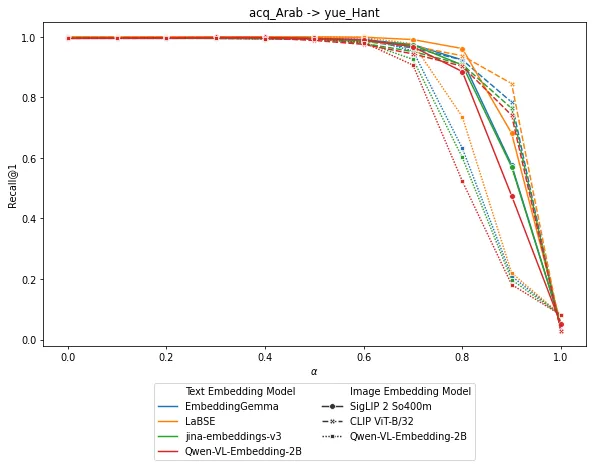 acq_Arab -> yue_Hant
Recall@1
1.0
0.8
0.6
0.4
0.2
0.0
0.0 0.2 0.4 0.6 0.8 1.0
α
Text Embedding Model
EmbeddingGemma
LaBSE
jina-embeddings-v3
Qwen-VL-Embedding-2B
Image Embedding Model
SigLIP 2 So400m
CLIP ViT-B/32
Qwen-VL-Embedding-2B